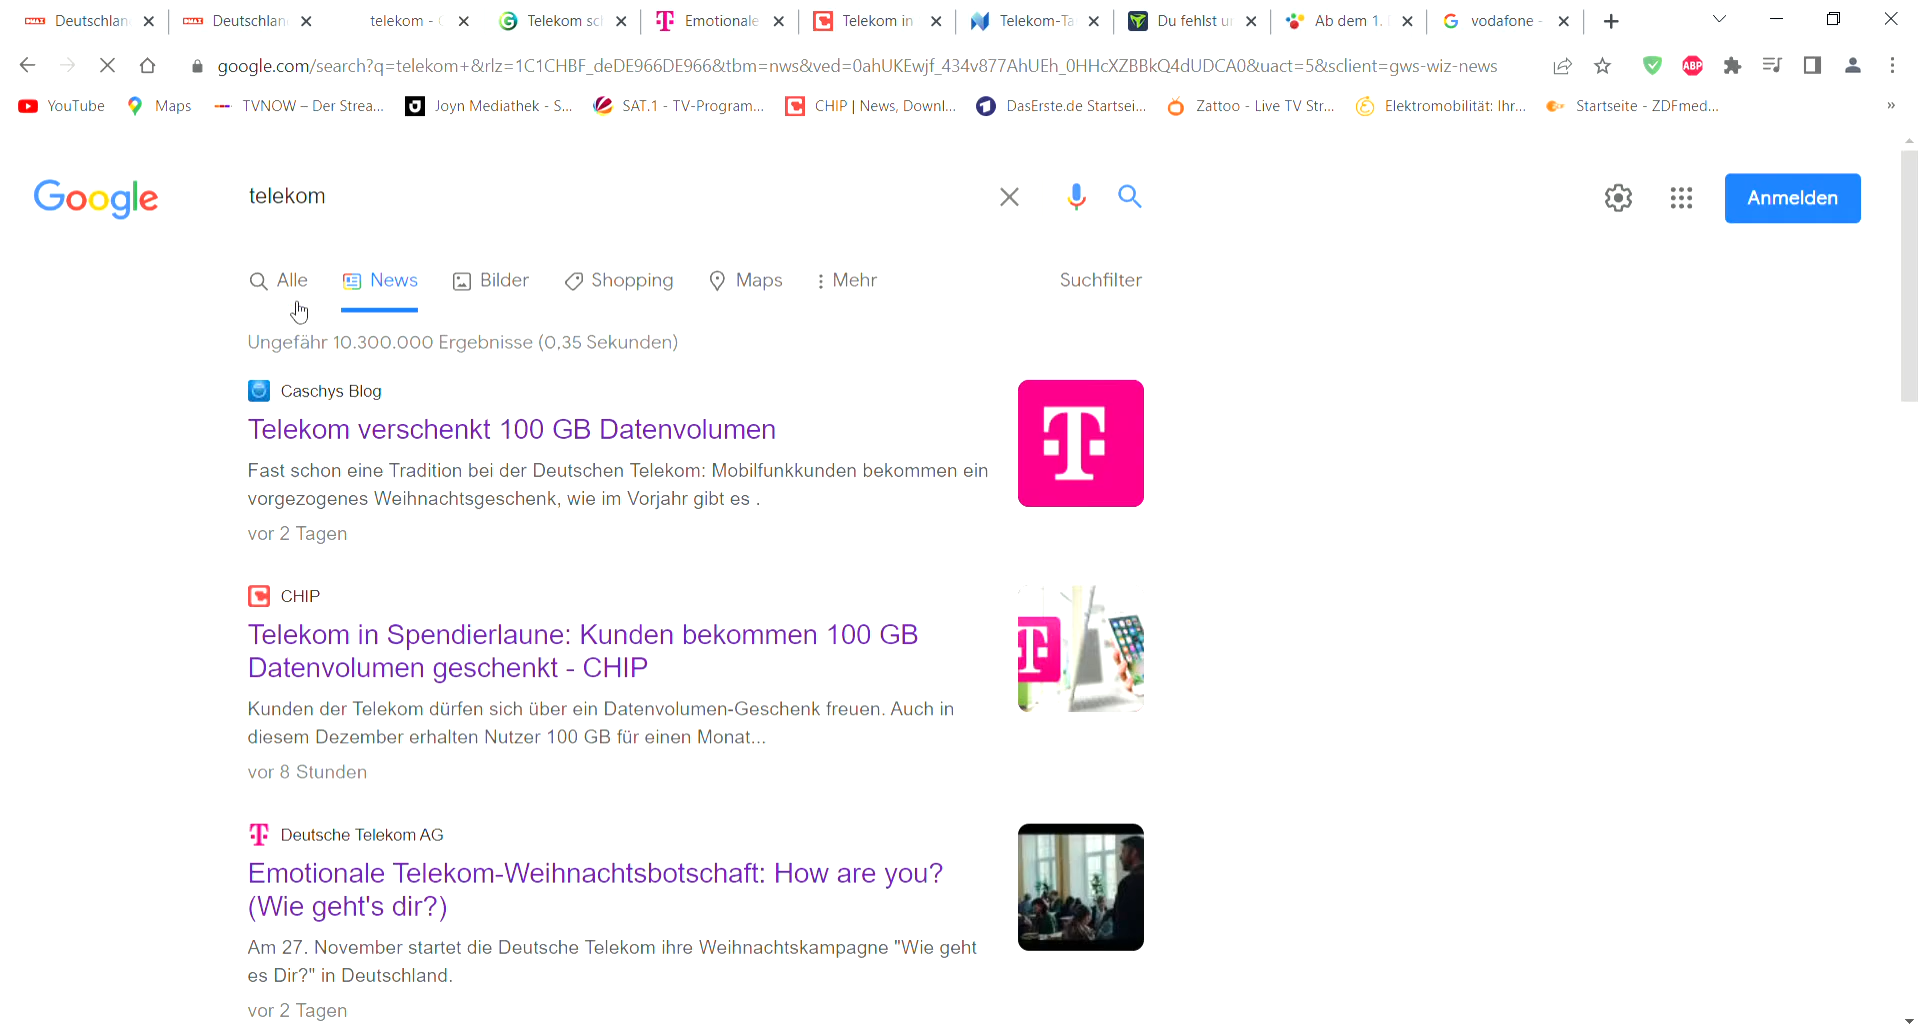 Deutschlan
Deutschlan
telekom - G
Telekom sc
Emotionale
Telekom in
Telekom-Ta
Du fehlst u
Ab dem 1.
vodafone -
google.com/search?q=telekom+&rlz=1C1CHBF_deDE966DE966&tbm=nws&ved=0ahUKEwjf_434v877AhUEh_0HHcXZBBkQ4dUDCA0&uact=5&sclient=gws-wiz-news
ABP
YouTube
Maps
TVNOW – Der Strea...
Joyn Mediathek - S...
SAT.1 - TV-Program...
CHIP | News, Downl...
DasErste.de Startsei...
Zattoo - Live TV Str...
Elektromobilität: Ihr...
Startseite - ZDFmed...
»
Google
telekom
Anmelden
Alle
News
Bilder
Shopping
Maps
Mehr
Suchfilter
Ungefähr 10.300.000 Ergebnisse (0,35 Sekunden)
Caschys Blog
Telekom verschenkt 100 GB Datenvolumen
Fast schon eine Tradition bei der Deutschen Telekom: Mobilfunkkunden bekommen ein
vorgezogenes Weihnachtsgeschenk, wie im Vorjahr gibt es .
vor 2 Tagen
CHIP
Telekom in Spendierlaune: Kunden bekommen 100 GB
Datenvolumen geschenkt - CHIP
Kunden der Telekom dürfen sich über ein Datenvolumen-Geschenk freuen. Auch in
diesem Dezember erhalten Nutzer 100 GB für einen Monat...
vor 8 Stunden
Deutsche Telekom AG
Emotionale Telekom-Weihnachtsbotschaft: How are you?
(Wie geht's dir?)
Am 27. November startet die Deutsche Telekom ihre Weihnachtskampagne "Wie geht
es Dir?" in Deutschland.
vor 2 Tagen